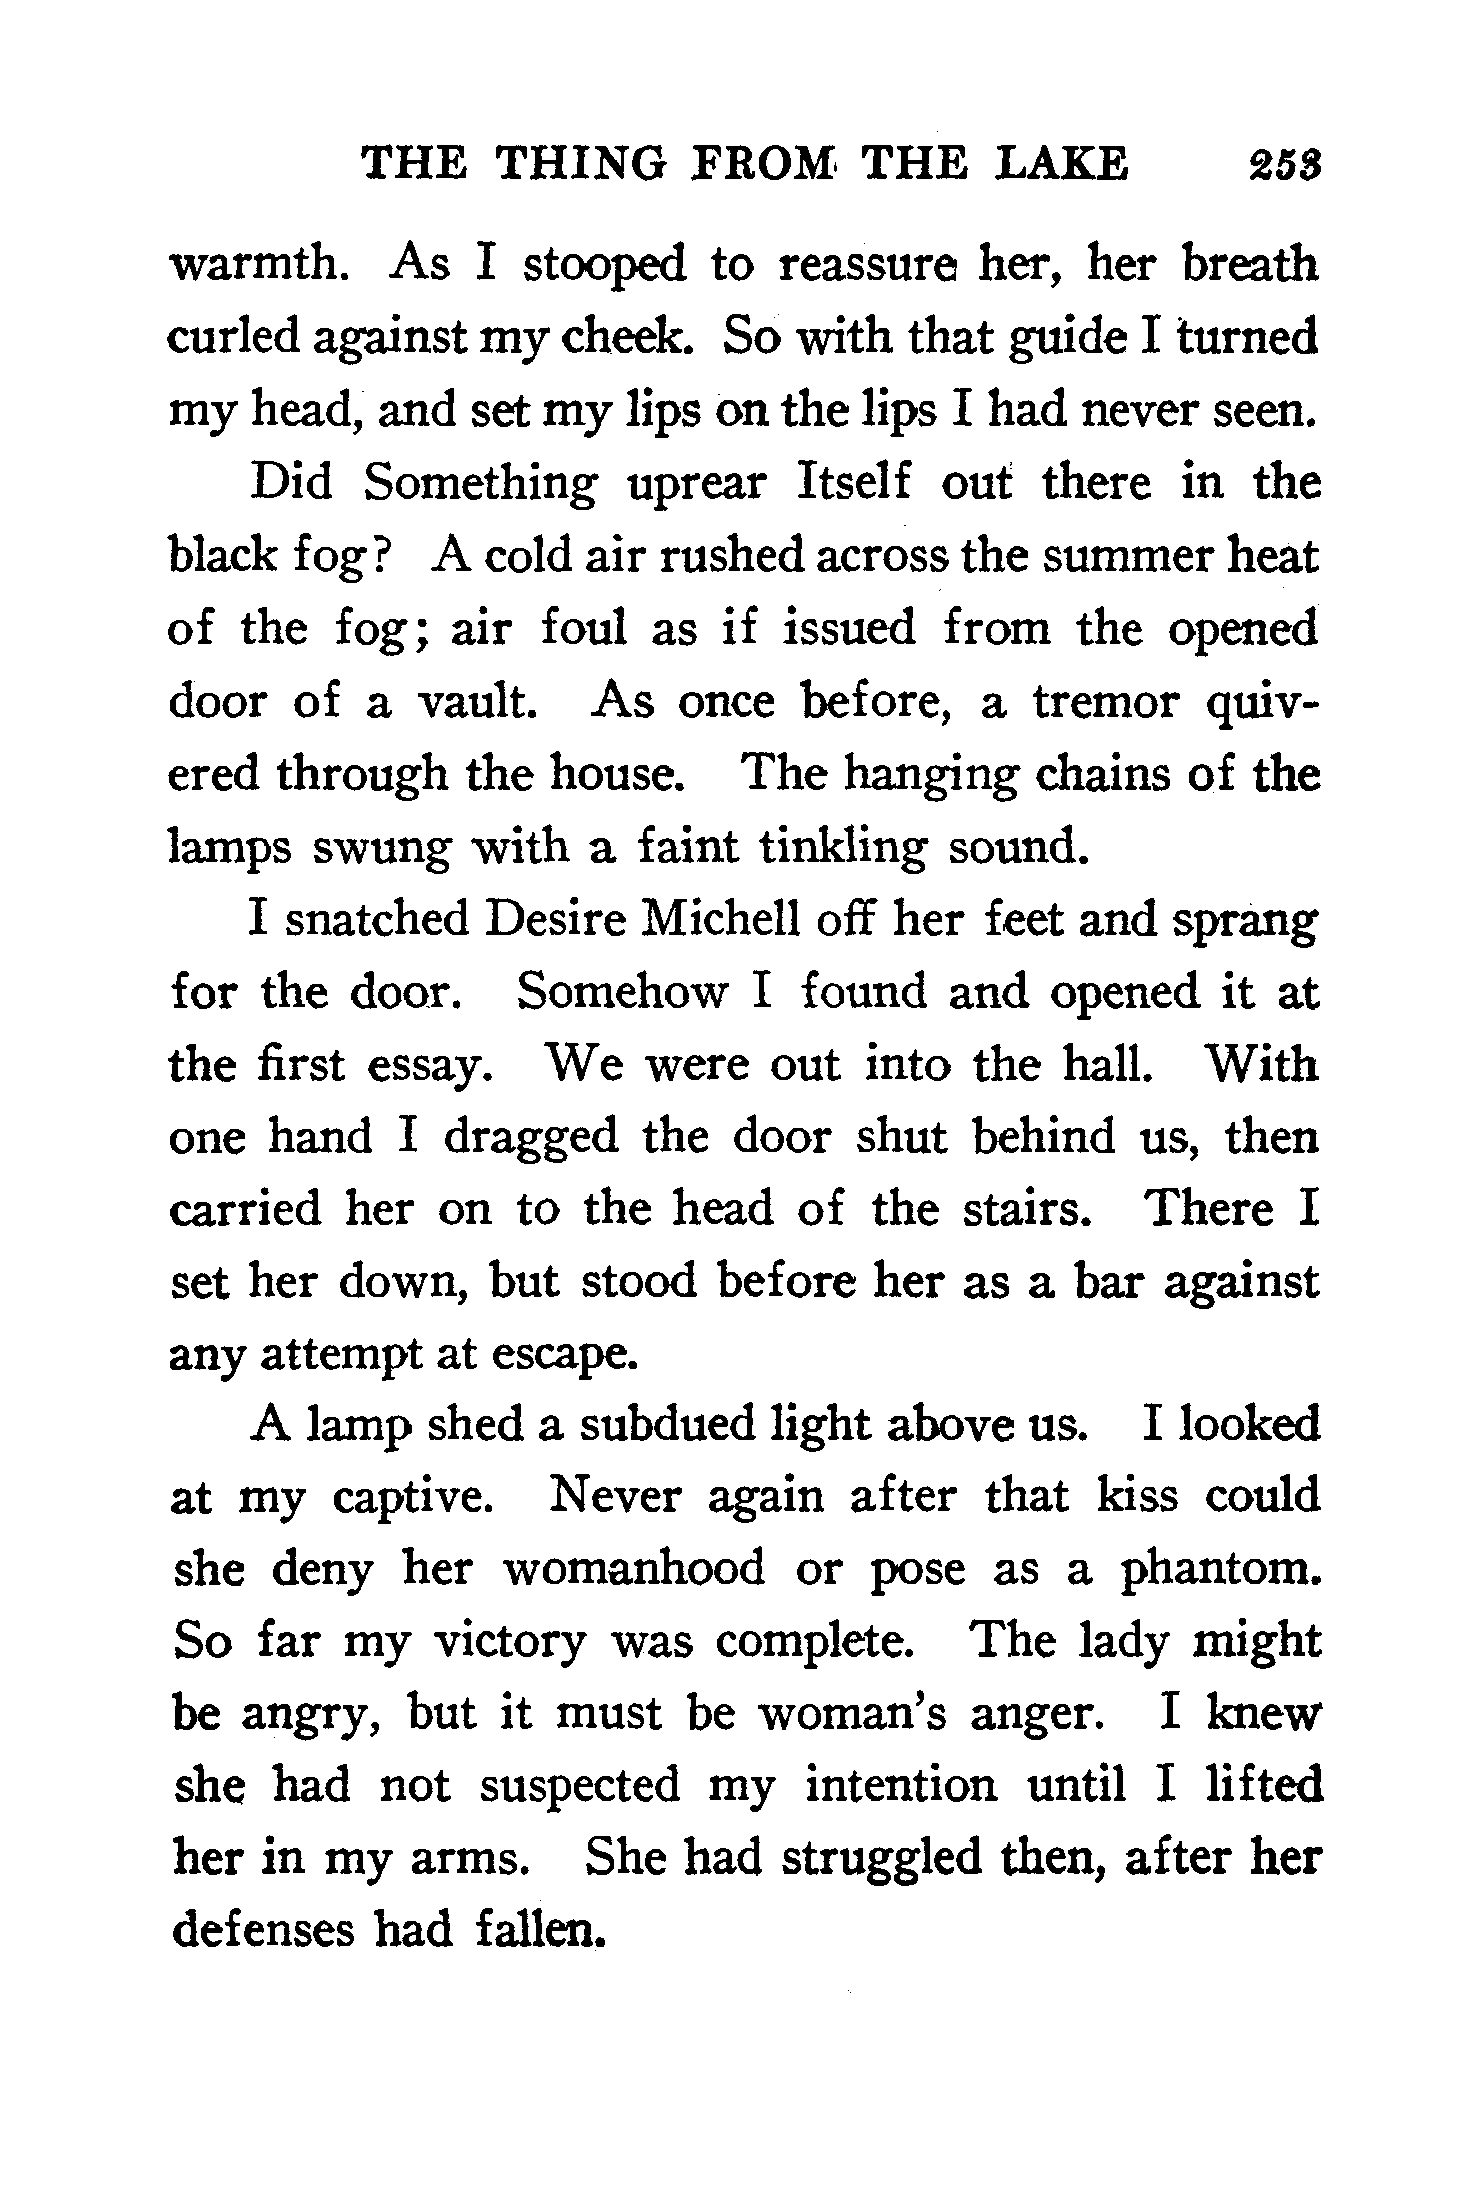 THE THING FROM THE LAKE 253
warmth. As I stooped to reassure her, her breath
curled against my cheek. So with that guide I turned
my head, and set my lips on the lips I had never seen.
Did Something uprear Itself out there in the
black fog? A cold air rushed across the summer heat
of the fog; air foul as if issued from the opened
door of a vault. As once before, a tremor quiv-
ered through the house. The hanging chains of the
lamps swung with a faint tinkling sound.
I snatched Desire Michell off her feet and sprang
for the door. Somehow I found and opened it at
the first essay. We were out into the hall. With
one hand I dragged the door shut behind us, then
carried her on to the head of the stairs. There I
set her down, but stood before her as a bar against
any attempt at escape.
A lamp shed a subdued light above us. I looked
at my captive. Never again after that kiss could
she deny her womanhood or pose as a phantom.
So far my victory was complete. The lady might
be angry, but it must be woman's anger. I knew
she had not suspected my intention until I lifted
her in my arms. She had struggled then, after her
defenses had fallen.